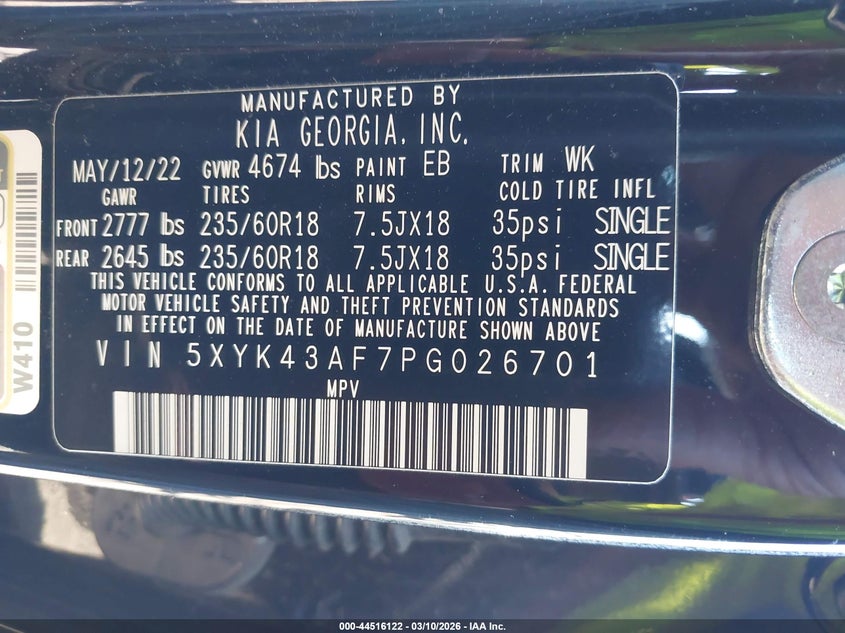 MANUFACTURED BY
KIA GEORGIA, INC.
MAY/12/22 GVWR 4674 lbs PAINT EB TRIM WK
GAWR TIRES RIMS COLD TIRE INFL
FRONT 2777 lbs 235/60R18 7.5JX18 35psi SINGLE
REAR 2645 lbs 235/60R18 7.5JX18 35psi SINGLE
THIS VEHICLE CONFORMS TO ALL APPLICABLE U.S.A. FEDERAL
MOTOR VEHICLE SAFETY AND THEFT PREVENTION STANDARDS
IN EFFECT ON THE DATE OF MANUFACTURE SHOWN ABOVE
VIN 5XYK43AF7PG026701
MPV
W410
000-44516122 - 03/10/2026 - IAA Inc.